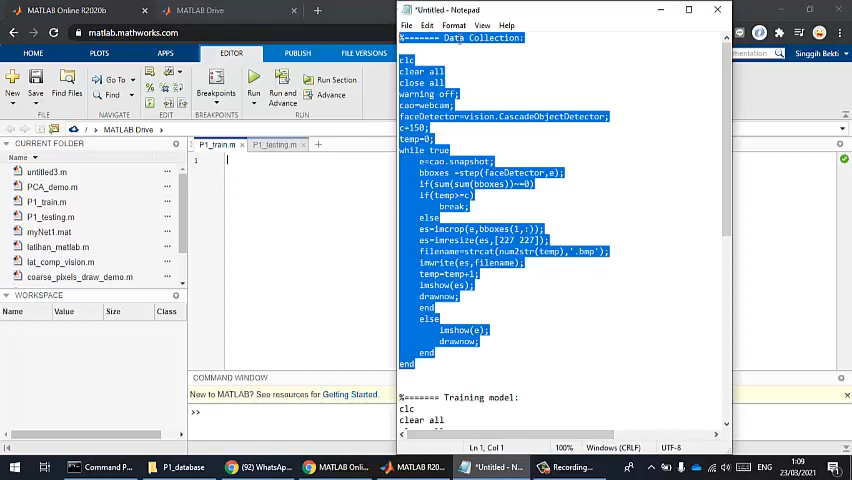 MATLAB Online R2020b
MATLAB Drive
matlab.mathworks.com
HOME
PLOTS
APPS
EDITOR
PUBLISH
Singgih Bekti
New
Save
Find Files
Go To
Find
Breakpoints
Run
Run and
Advance
Run Section
Advance
FILE
NAVIGATE
BREAKPOINTS
RUN
MATLAB Drive
CURRENT FOLDER
Name
untitled3.m
PCA_demo.m
P1_train.m
P1_testing.m
myNet1.mat
latihan_matlab.m
lat_comp_vision.m
coarse_pixels_draw_demo.m
WORKSPACE
Name
Value
Size
Class
P1_train.m
P1_testing.m
1
COMMAND WINDOW
New to MATLAB? See resources for Getting Started.
>>
*Untitled - Notepad
File Edit Format View Help
%======= Data Collection:
clc
clear all
close all
warning off;
cao=webcam;
faceDetector=vision.CascadeObjectDetector;
c=150;
temp=0;
while true
e=cao.snapshot;
bboxes =step(faceDetector,e);
if(sum(sum(bboxes))~=0)
if(temp>=c)
break;
else
es=imcrop(e,bboxes(1,:));
es=imresize(es,[227 227]);
filename=strcat(num2str(temp),'.bmp');
imwrite(es,filename);
temp=temp+1;
imshow(es);
drawnow;
end
else
imshow(e);
drawnow;
end
end
%======= Training model:
clc
clear all
Ln 1, Col 1
100%
Windows (CRLF)
UTF-8
Command P...
P1_database
(92) WhatsApp...
MATLAB Onl...
MATLAB R20...
*Untitled - N...
Recording...
ENG
1:09
23/03/2021